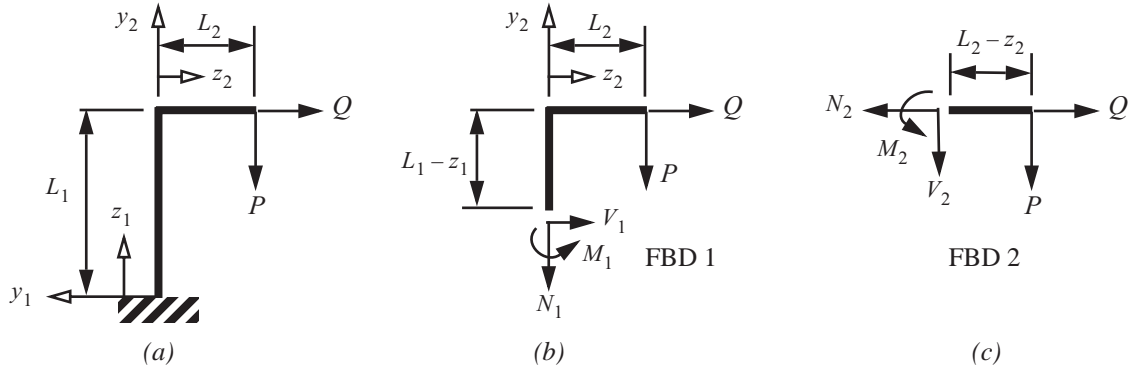 y2
L2
z2
Q
L1
P
z1
y1
(a)
y2
L2
z2
Q
L1 – z1
P
V1
M1
FBD 1
N1
(b)
L2 – z2
N2
Q
M2
V2
P
FBD 2
(c)